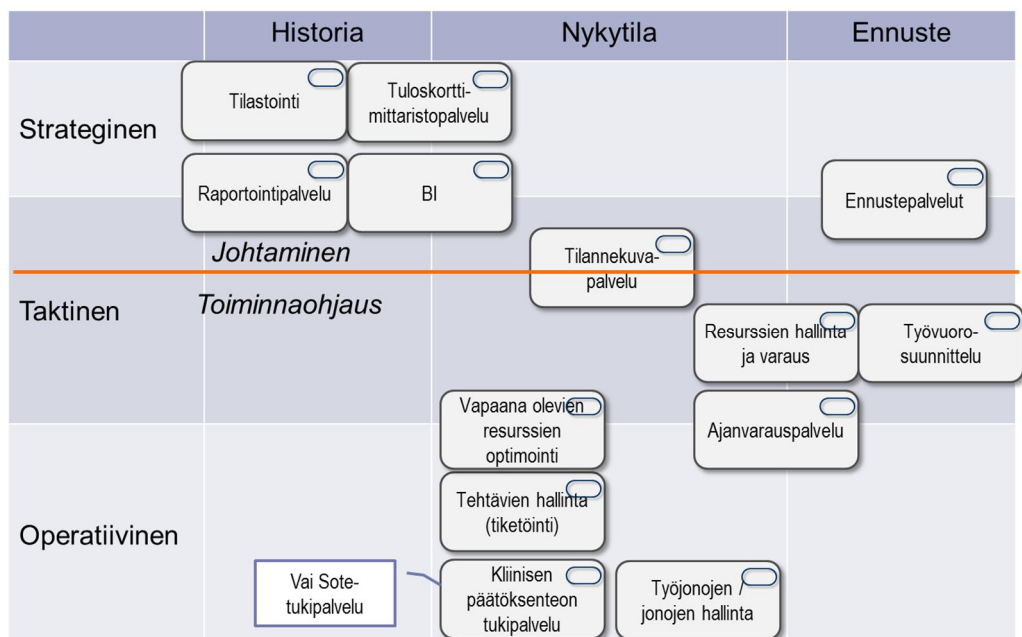 Historia
Nykytila
Ennuste
Strateginen
Tilastointi
Tuloskortti-
mittaristopalvelu
Raportointipalvelu
BI
Ennustepalvelut
Johtaminen
Tilannekuva-
palvelu
Taktinen
Toiminnaohjaus
Resurssien hallinta
ja varaus
Työvuoro-
suunnittelu
Vapaana olevien
resurssien
optimointi
Ajanvarauspalvelu
Operatiivinen
Tehtävien hallinta
(tiketöinti)
Vai Sote-
tukipalvelu
Kliinisen
päätöksenteon
tukipalvelu
Työjonojen /
jonojen hallinta